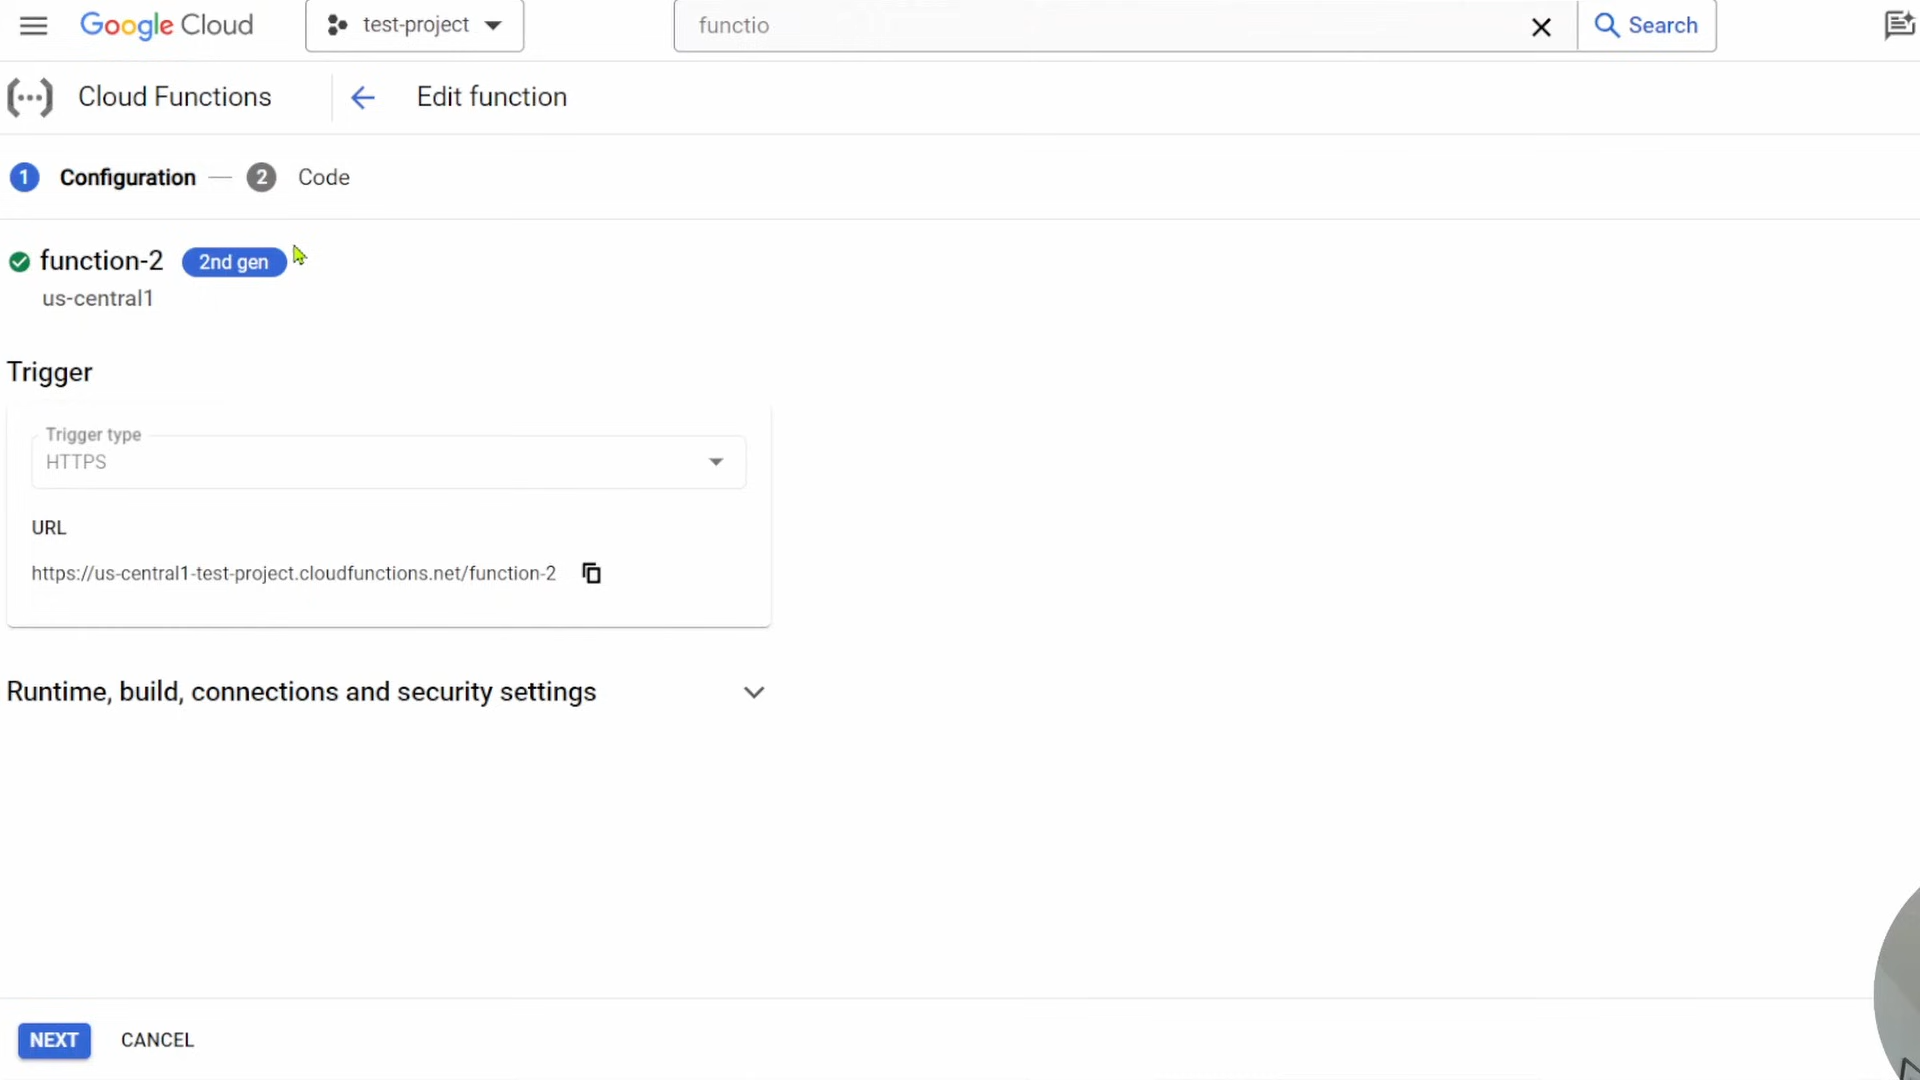 Google Cloud
test-project
functio
Search
Cloud Functions
Edit function
1 Configuration
2 Code
function-2
2nd gen
us-central1
Trigger
Trigger type
HTTPS
URL
https://us-central1-test-project.cloudfunctions.net/function-2
Runtime, build, connections and security settings
NEXT
CANCEL